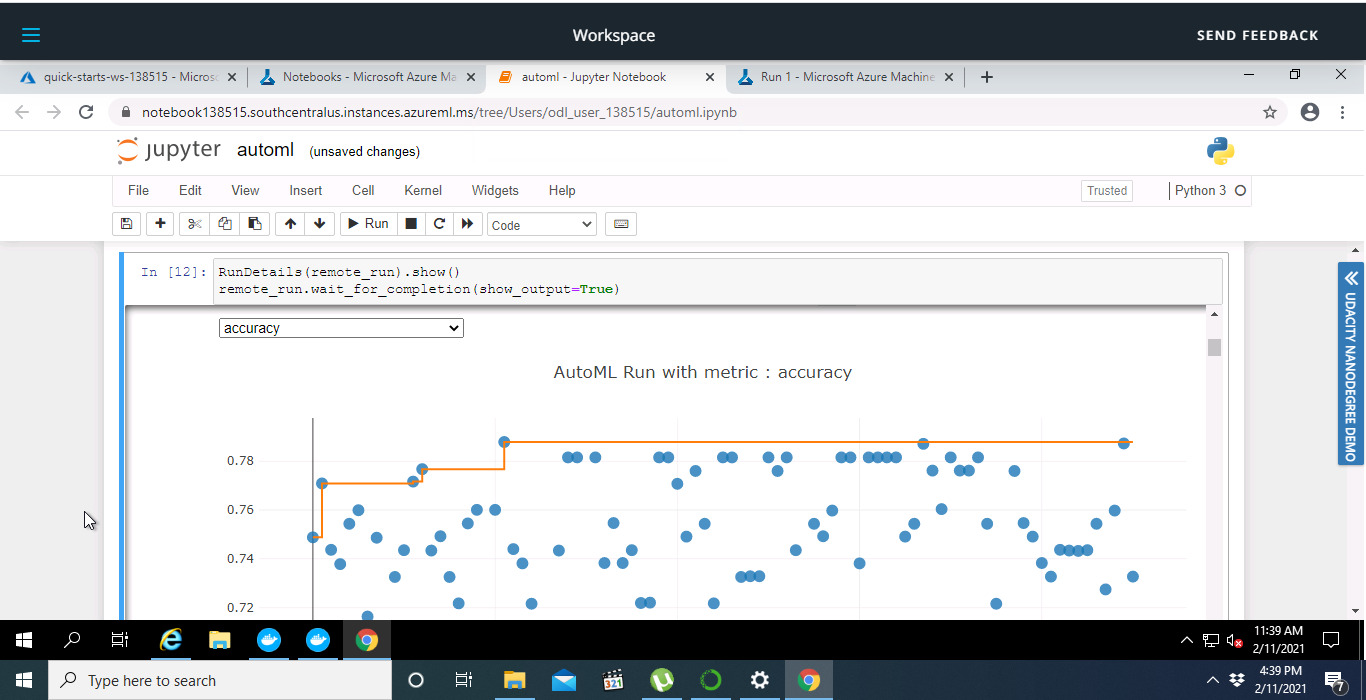 Workspace
SEND FEEDBACK
quick-starts-ws-138515 - Micros
Notebooks - Microsoft Azure Ma
automl - Jupyter Notebook
Run 1 - Microsoft Azure Machine
notebook138515.southcentralus.instances.azureml.ms/tree/Users/odl_user_138515/automl.ipynb
jupyter automl (unsaved changes)
File Edit View Insert Cell Kernel Widgets Help
Trusted
Python 3
Run
Code
In [12]:
RunDetails(remote_run).show()
remote_run.wait_for_completion(show_output=True)
UDACITY NANODEGREE DEMO
accuracy
AutoML Run with metric : accuracy
0.78
0.76
0.74
0.72
11:39 AM
2/11/2021
Type here to search
321
4:39 PM
2/11/2021
7